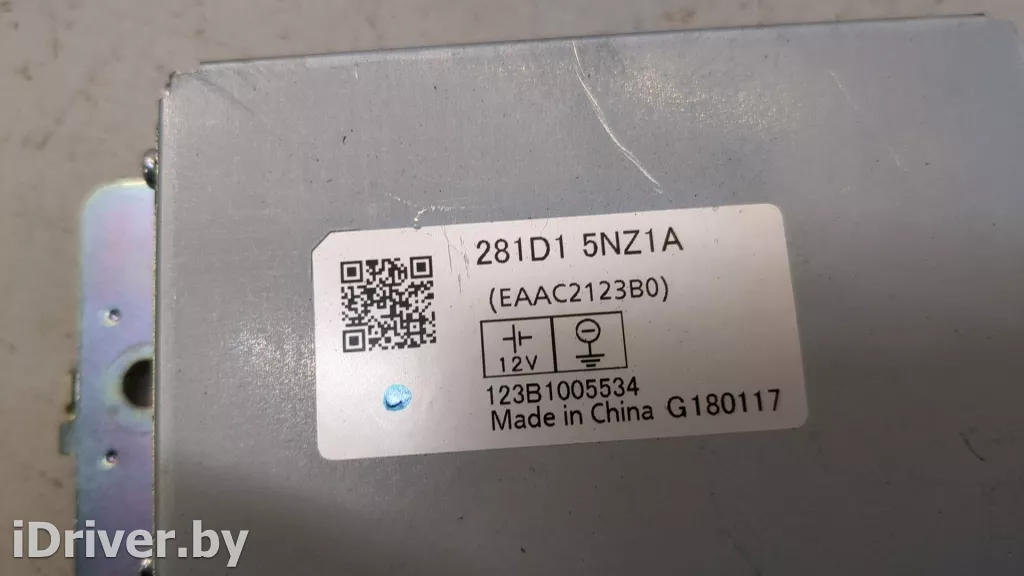 281D1 5NZ1A
(EAAC2123B0)
12V
123B1005534
Made in China G180117
iDriver.by